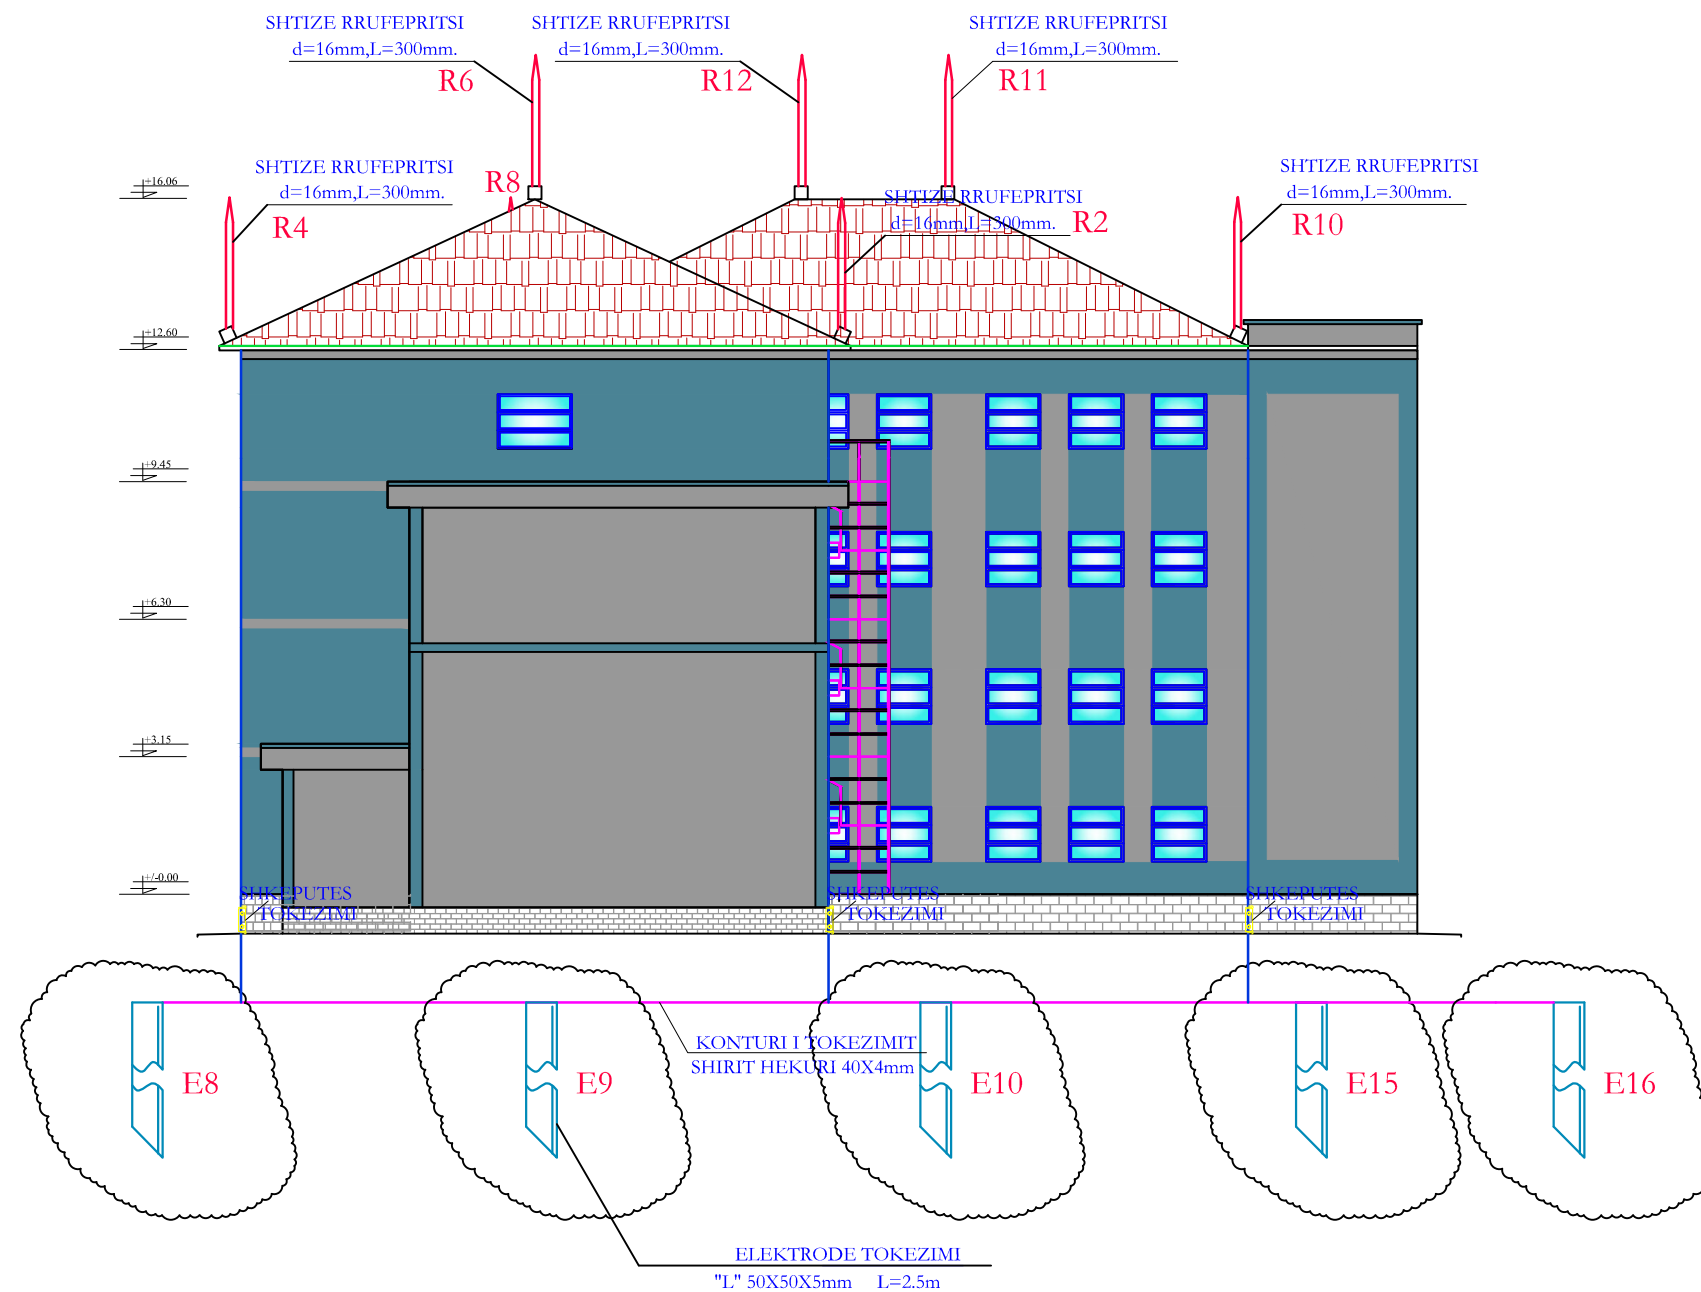 SHTIZE RRUFEPRITSI
d=16mm,L=300mm.
R6
SHTIZE RRUFEPRITSI
d=16mm,L=300mm.
R12
SHTIZE RRUFEPRITSI
d=16mm,L=300mm.
R11
SHTIZE RRUFEPRITSI
d=16mm,L=300mm.
R4
R8
SHTIZE RRUFEPRITSI
d=16mm,L=300mm.
R2
SHTIZE RRUFEPRITSI
d=16mm,L=300mm.
R10
+16.06
+12.60
+9.45
+6.30
+3.15
+/-0.00
SHKEPUTES
TOKEZIMI
SHKEPUTES
TOKEZIMI
SHKEPUTES
TOKEZIMI
KONTURI I TOKEZIMIT
SHIRIT HEKURI 40X4mm
E8
E9
E10
E15
E16
ELEKTRODE TOKEZIMI
"L" 50X50X5mm L=2.5m